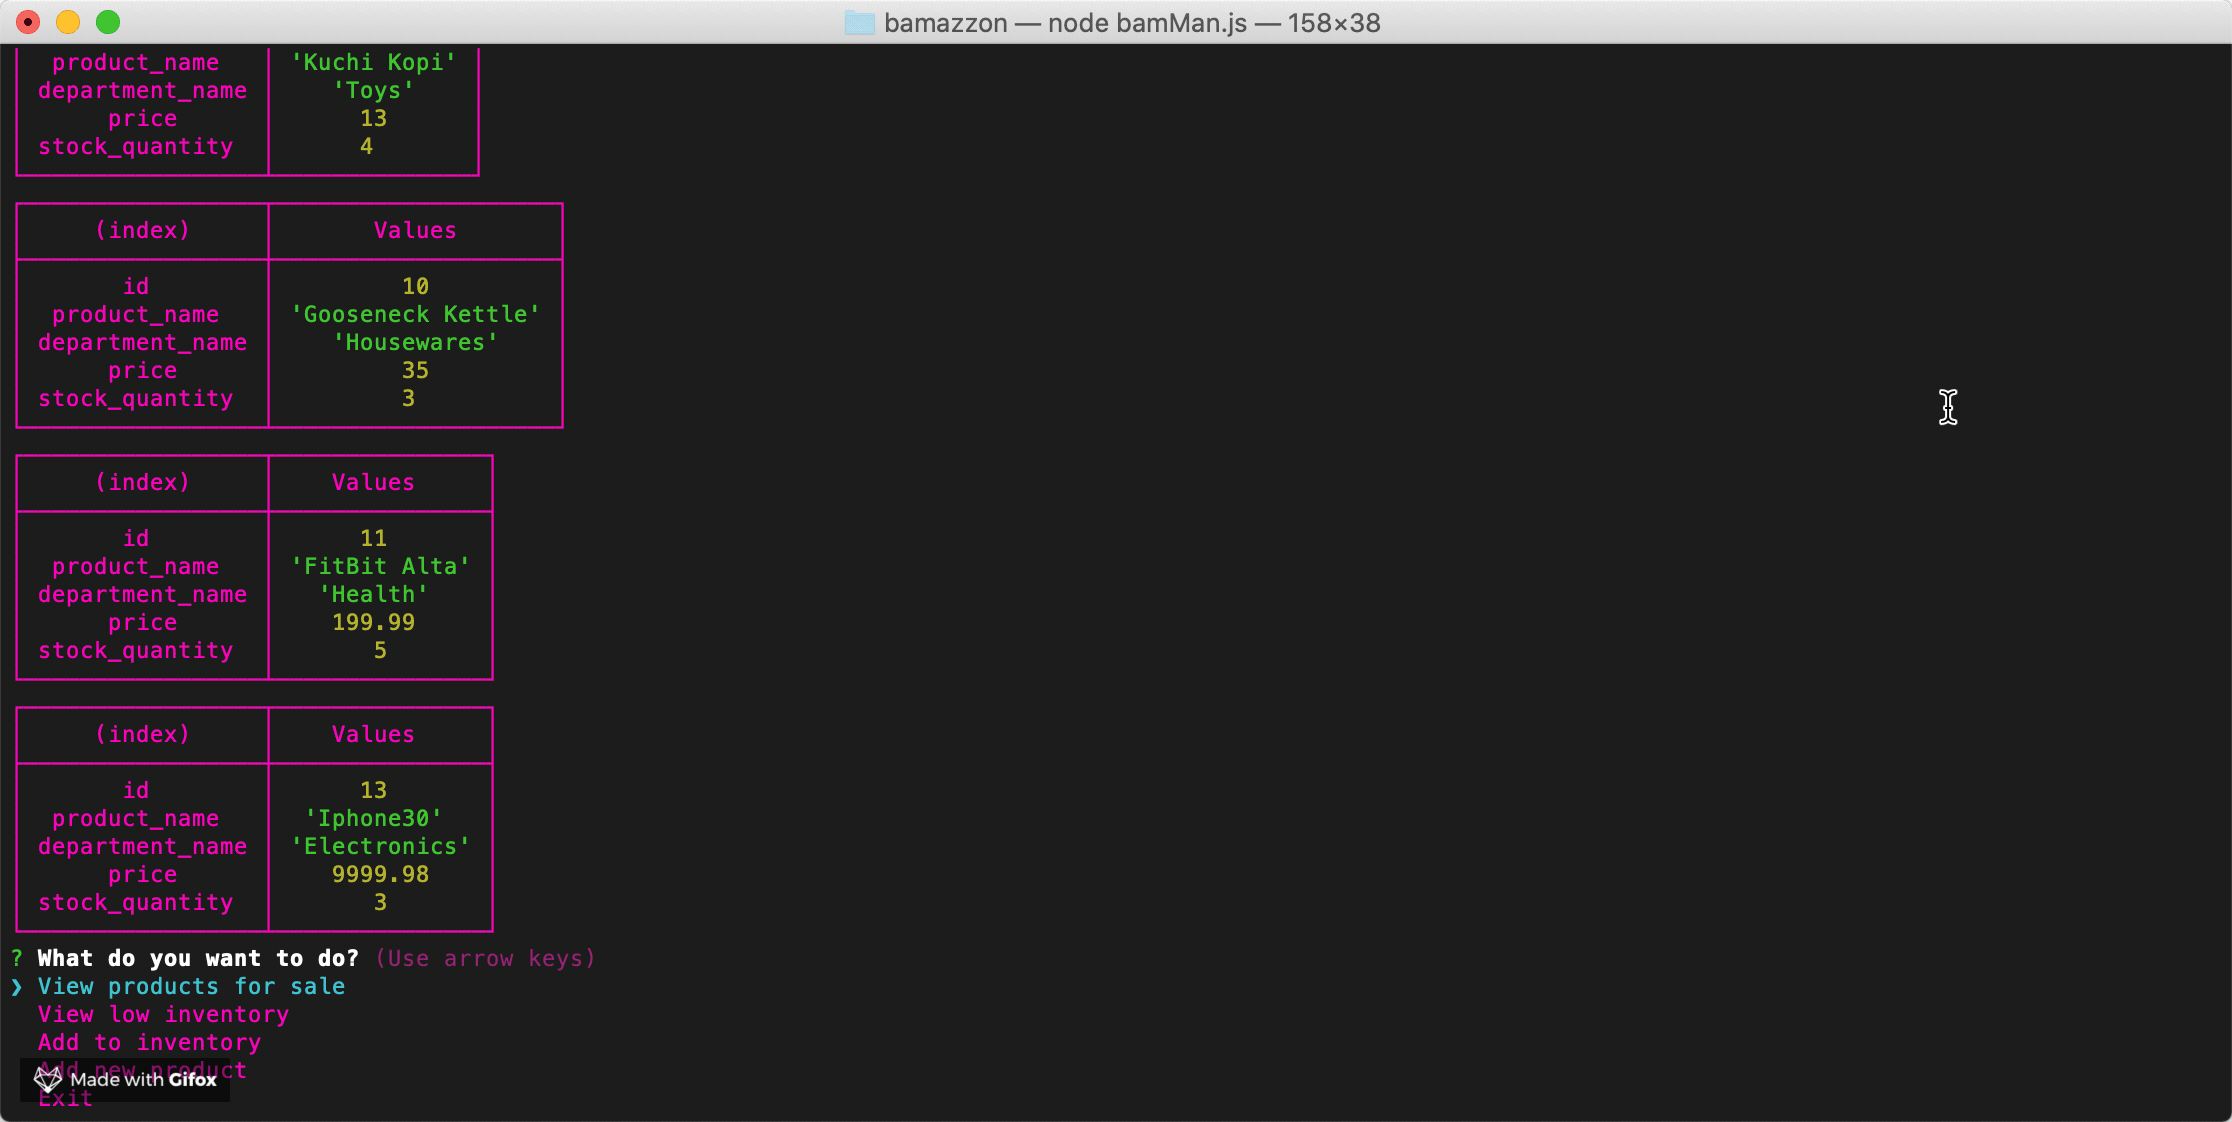 bamazzon — node bamMan.js — 158×38
product_name 'Kuchi Kopi'
department_name 'Toys'
price 13
stock_quantity 4
(index) Values
id 10
product_name 'Gooseneck Kettle'
department_name 'Housewares'
price 35
stock_quantity 3
(index) Values
id 11
product_name 'FitBit Alta'
department_name 'Health'
price 199.99
stock_quantity 5
(index) Values
id 13
product_name 'Iphone30'
department_name 'Electronics'
price 9999.98
stock_quantity 3
? What do you want to do? (Use arrow keys)
❯ View products for sale
View low inventory
Add to inventory
Add new product
Made with Gifox
Exit